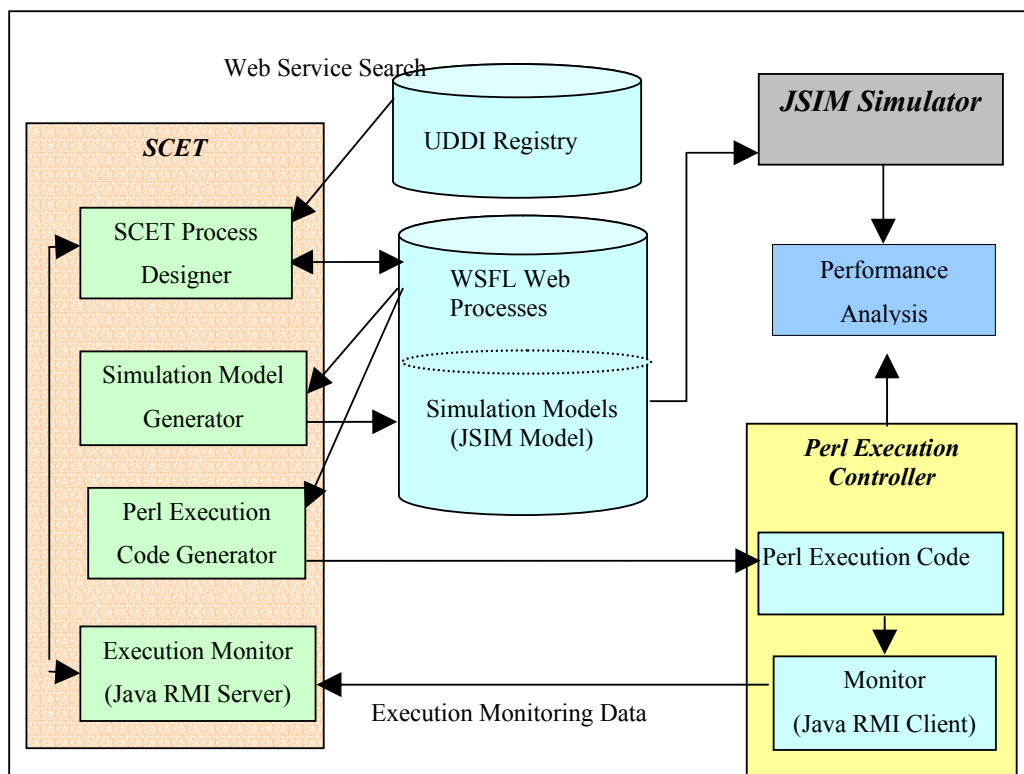 Web Service Search
UDDI Registry
JSIM Simulator
SCET
SCET Process
Designer
WSFL Web
Processes
Performance
Analysis
Simulation Model
Generator
Simulation Models
(JSIM Model)
Perl Execution
Controller
Perl Execution
Code Generator
Perl Execution Code
Execution Monitor
(Java RMI Server)
Execution Monitoring Data
Monitor
(Java RMI Client)